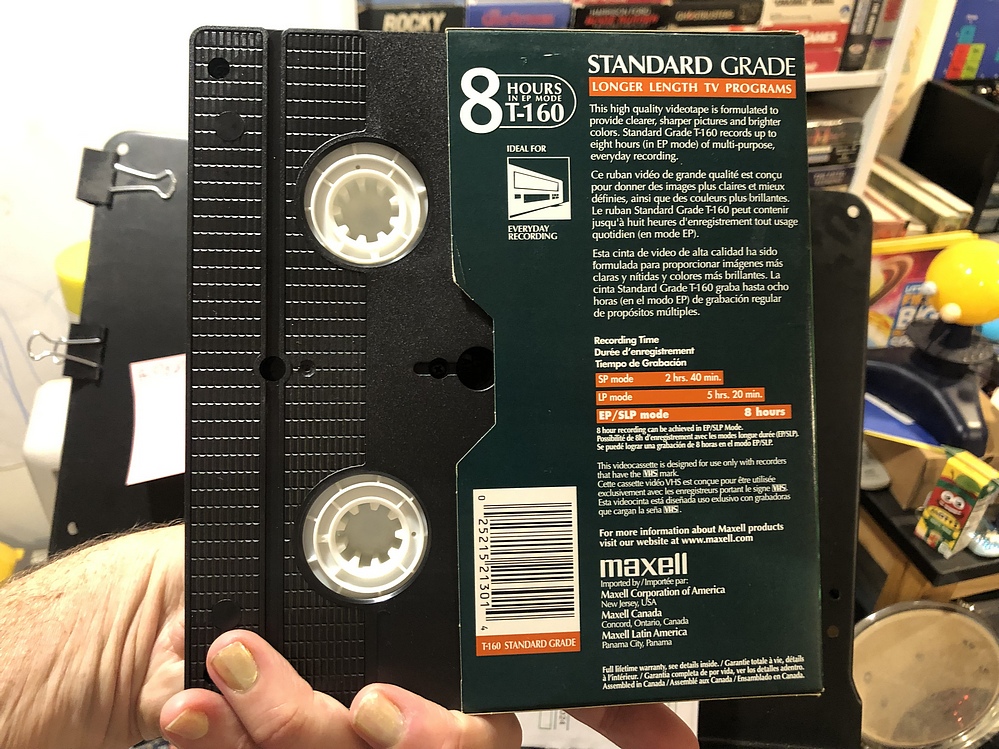 ROCKY
HARRISON FORD
GHOSTBUSTERS
8 HOURS
IN EP MODE
T-160
IDEAL FOR
EVERYDAY
RECORDING
STANDARD GRADE
LONGER LENGTH TV PROGRAMS
This high quality videotape is formulated to
provide clearer, sharper pictures and brighter
colors. Standard Grade T-160 records up to
eight hours (in EP mode) of multi-purpose,
everyday recording.
Ce ruban vidéo de grande qualité est conçu
pour donner des images plus claires et mieux
définies, ainsi que des couleurs plus brillantes.
Le ruban Standard Grade T-160 peut contenir
jusqu'à huit heures d'enregistrement tout usage
quotidien (en mode EP).
Esta cinta de video de alta calidad ha sido
formulada para proporcionar imágenes más
claras y nítidas y colores más brillantes. La
cinta Standard Grade T-160 graba hasta ocho
horas (en el modo EP) de grabación regular
de propósitos múltiples.
Recording Time
Durée d'enregistrement
Tiempo de Grabación
SP mode 2 hrs. 40 min.
LP mode 5 hrs. 20 min.
EP/SLP mode 8 hours
8 hour recording can be achieved in EP/SLP Mode.
Possibilité de 8h d'enregistrement avec les modes longue durée (EP/SLP).
Se puedé lograr una grabación de 8 horas en el modo EP/SLP.
This videocassette is designed for use only with recorders
that have the VHS mark.
Cette cassette vidéo VHS est conçue pour être utilisée
exclusivement avec les enregistreurs portant le signe VHS.
Esta videocinta está diseñada uso exlusivo con grabadoras
que cargan la seña VHS.
For more information about Maxell products
visit our website at www.maxell.com
maxell
Imported by / Importée par:
Maxell Corporation of America
New Jersey, USA
Maxell Canada
Concord, Ontario, Canada
Maxell Latin America
Panama City, Panama
Full lifetime warranty, see details inside. / Garantie totale à vie, détails
à l'intérieur. / Garantía completa de por vida, ver los detalles adentro.
Assembled in Canada / Assemblé aux Canada / Ensamblado en Canada.
0 25215 21301 4
T-160 STANDARD GRADE